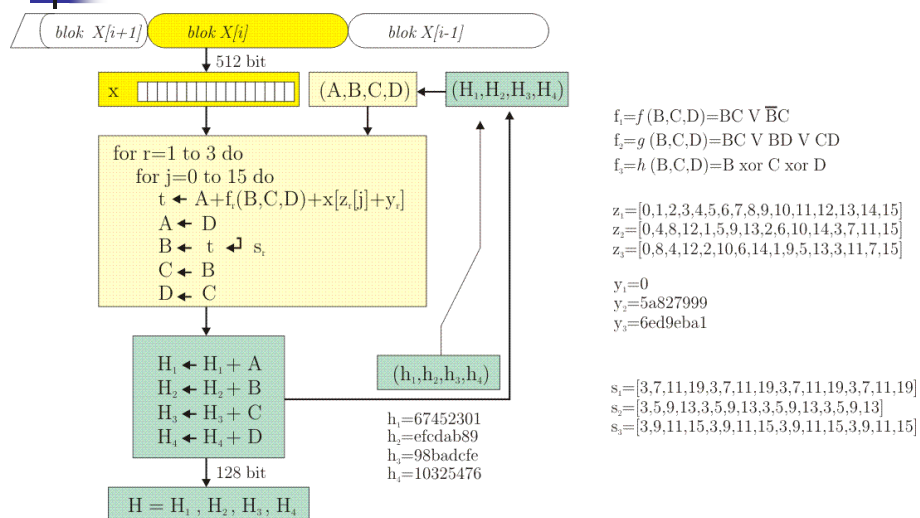 blok X[i+1] blok X[i] blok X[i-1]
512 bit
x (A,B,C,D) (H₁,H₂,H₃,H₄)
for r=1 to 3 do
for j=0 to 15 do
t ← A+fᵣ(B,C,D)+x[zᵣ[j]+yᵣ]
A ← D
B ← t ↵ sᵣ
C ← B
D ← C
H₁ ← H₁ + A
H₂ ← H₂ + B
H₃ ← H₃ + C
H₄ ← H₄ + D
128 bit
H = H₁ , H₂ , H₃ , H₄
(h₁,h₂,h₃,h₄)
h₁=67452301
h₂=efcdab89
h₃=98badcfe
h₄=10325476
f₁=f (B,C,D)=BC V B̅C
f₂=g (B,C,D)=BC V BD V CD
f₃=h (B,C,D)=B xor C xor D
z₁=[0,1,2,3,4,5,6,7,8,9,10,11,12,13,14,15]
z₂=[0,4,8,12,1,5,9,13,2,6,10,14,3,7,11,15]
z₃=[0,8,4,12,2,10,6,14,1,9,5,13,3,11,7,15]
y₁=0
y₂=5a827999
y₃=6ed9eba1
s₁=[3,7,11,19,3,7,11,19,3,7,11,19,3,7,11,19]
s₂=[3.5,9,13,3,5,9,13,3.5,9,13,3.5,9,13]
s₃=[3,9,11,15,3,9,11,15,3,9,11,15,3,9,11,15]